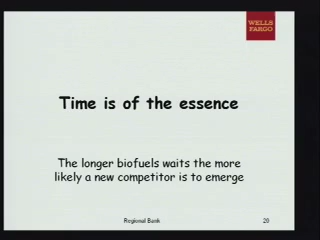 WELLS
FARGO
Time is of the essence
The longer biofuels waits the more
likely a new competitor is to emerge
Regional Bank
20